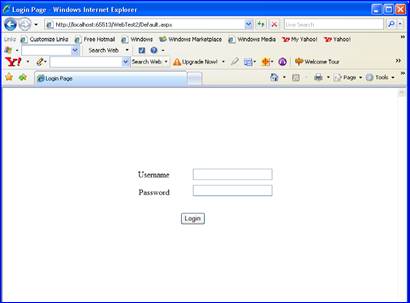 Login Page - Windows Internet Explorer
http://localhost:65513/WebTest2/Default.aspx
Live Search
Links Customize Links Free Hotmail Windows Windows Marketplace Windows Media My Yahoo! Yahoo!
Search Web
Y! Search Web Upgrade Now! Welcome Tour
Login Page Page Tools
Username
Password
Login